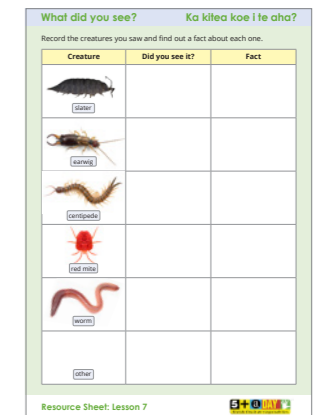 What did you see? Ka kitea koe i te aha?
Record the creatures you saw and find out a fact about each one.
Creature Did you see it? Fact
slater
earwig
centipede
red mite
worm
other
Resource Sheet: Lesson 7
5+ A DAY